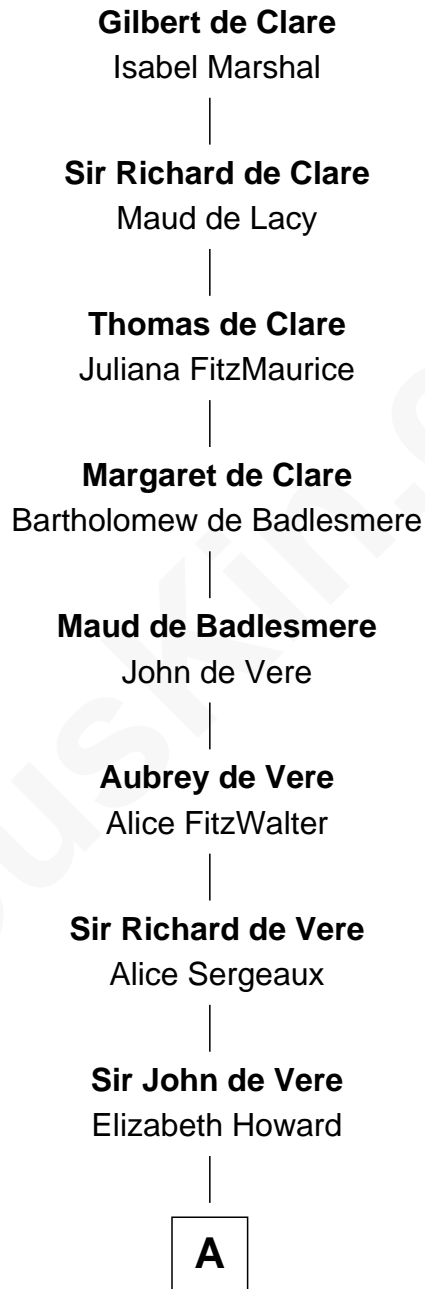 Gilbert de Clare
Isabel Marshal
Sir Richard de Clare
Maud de Lacy
Thomas de Clare
Juliana FitzMaurice
Margaret de Clare
Bartholomew de Badlesmere
Maud de Badlesmere
John de Vere
Aubrey de Vere
Alice FitzWalter
Sir Richard de Vere
Alice Sergeaux
Sir John de Vere
Elizabeth Howard
A